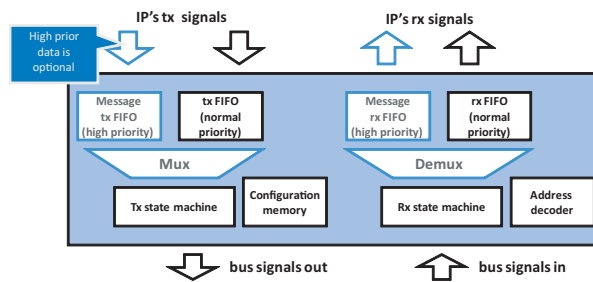 IP's tx signals
IP's rx signals
High prior
data is
optional
Message
tx FIFO
(high priority)
tx FIFO
(normal
priority)
Message
rx FIFO
(high priority)
rx FIFO
(normal
priority)
Mux
Demux
Tx state machine
Configuration
memory
Rx state machine
Address
decoder
bus signals out
bus signals in